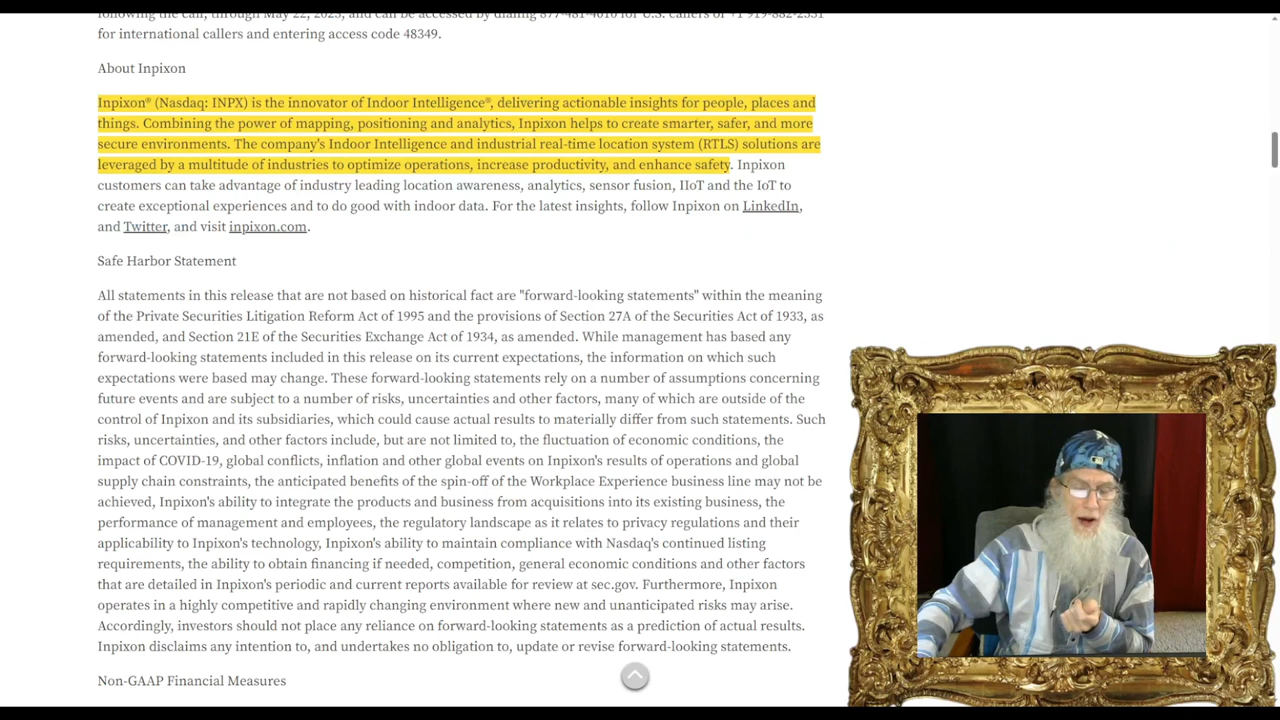 following the call, through May 22, 2023, and can be accessed by dialing 877-481-4010 for U.S. callers or +1 919-882-2331
for international callers and entering access code 48349.
About Inpixon
Inpixon® (Nasdaq: INPX) is the innovator of Indoor Intelligence®, delivering actionable insights for people, places and
things. Combining the power of mapping, positioning and analytics, Inpixon helps to create smarter, safer, and more
secure environments. The company's Indoor Intelligence and industrial real-time location system (RTLS) solutions are
leveraged by a multitude of industries to optimize operations, increase productivity, and enhance safety. Inpixon
customers can take advantage of industry leading location awareness, analytics, sensor fusion, IIoT and the IoT to
create exceptional experiences and to do good with indoor data. For the latest insights, follow Inpixon on LinkedIn,
and Twitter, and visit inpixon.com.
Safe Harbor Statement
All statements in this release that are not based on historical fact are "forward-looking statements" within the meaning
of the Private Securities Litigation Reform Act of 1995 and the provisions of Section 27A of the Securities Act of 1933, as
amended, and Section 21E of the Securities Exchange Act of 1934, as amended. While management has based any
forward-looking statements included in this release on its current expectations, the information on which such
expectations were based may change. These forward-looking statements rely on a number of assumptions concerning
future events and are subject to a number of risks, uncertainties and other factors, many of which are outside of the
control of Inpixon and its subsidiaries, which could cause actual results to materially differ from such statements. Such
risks, uncertainties, and other factors include, but are not limited to, the fluctuation of economic conditions, the
impact of COVID-19, global conflicts, inflation and other global events on Inpixon's results of operations and global
supply chain constraints, the anticipated benefits of the spin-off of the Workplace Experience business line may not be
achieved, Inpixon's ability to integrate the products and business from acquisitions into its existing business, the
performance of management and employees, the regulatory landscape as it relates to privacy regulations and their
applicability to Inpixon's technology, Inpixon's ability to maintain compliance with Nasdaq's continued listing
requirements, the ability to obtain financing if needed, competition, general economic conditions and other factors
that are detailed in Inpixon's periodic and current reports available for review at sec.gov. Furthermore, Inpixon
operates in a highly competitive and rapidly changing environment where new and unanticipated risks may arise.
Accordingly, investors should not place any reliance on forward-looking statements as a prediction of actual results.
Inpixon disclaims any intention to, and undertakes no obligation to, update or revise forward-looking statements.
Non-GAAP Financial Measures